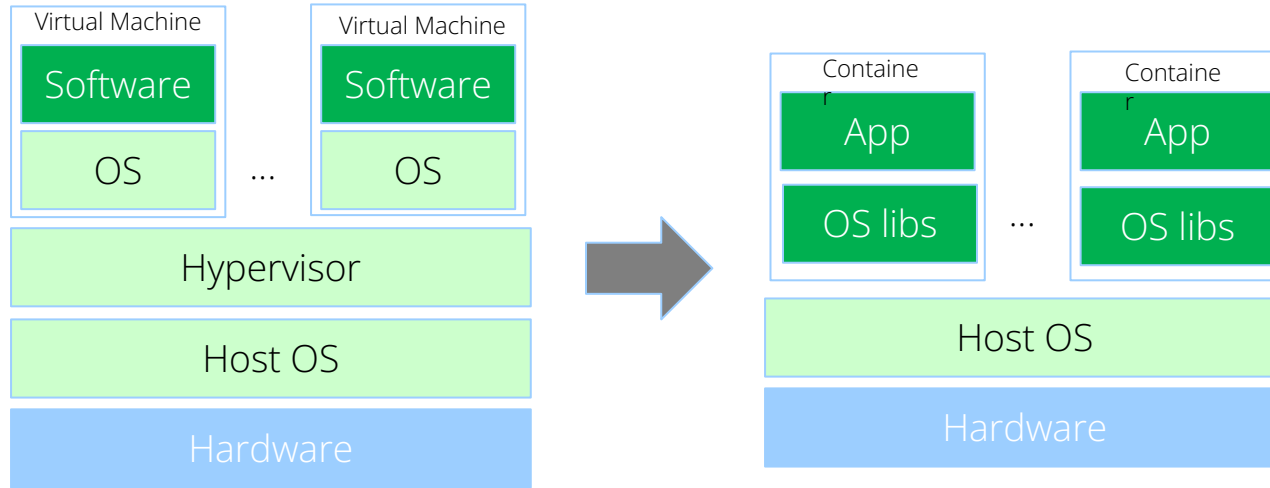 Virtual Machine
Software
OS
...
Virtual Machine
Software
OS
Hypervisor
Host OS
Hardware
Containe
r
App
OS libs
...
Containe
r
App
OS libs
Host OS
Hardware